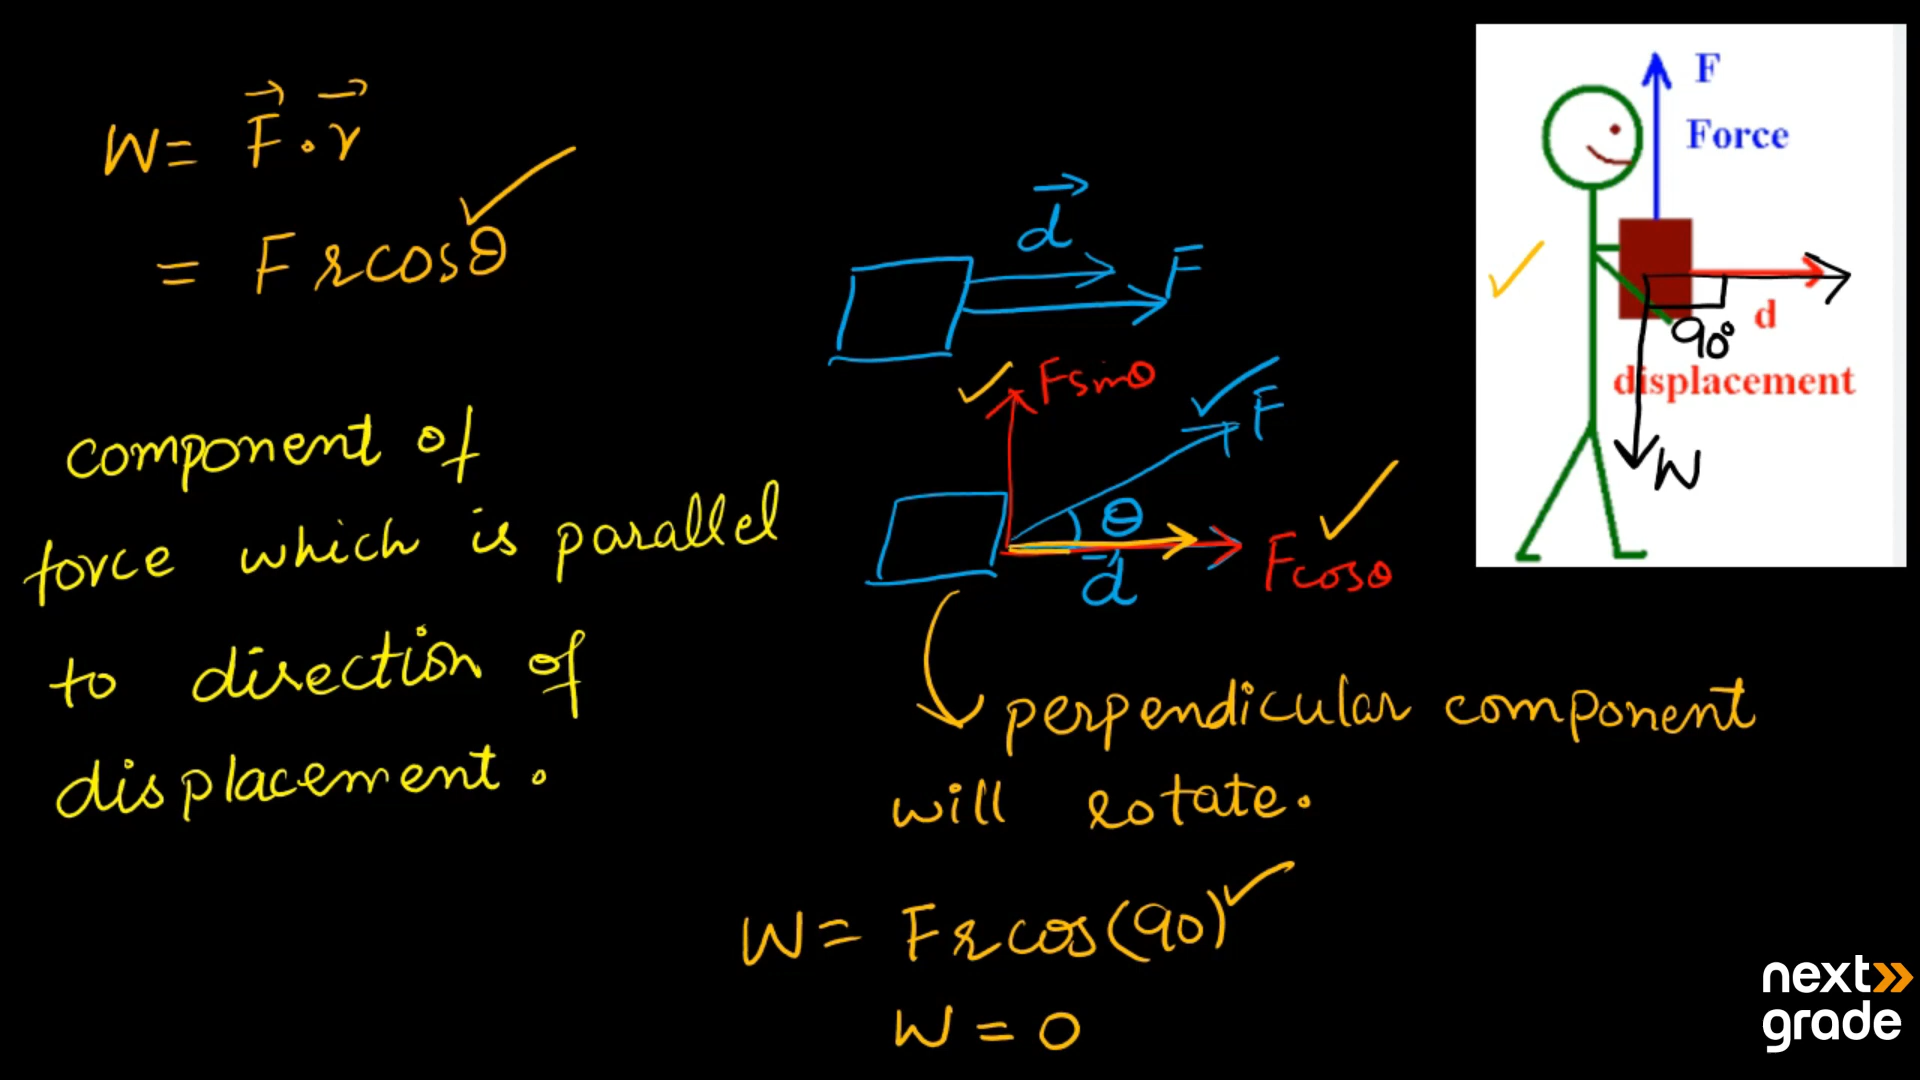 W = F⃗ . r⃗
= F r cosθ
component of
force which is parallel
to direction of
displacement.
d⃗
F
Fsinθ
F
θ
d⃗
Fcosθ
perpendicular component
will rotate.
W = F r cos(90)
W = 0
F
Force
d
90°
displacement
W
next
grade